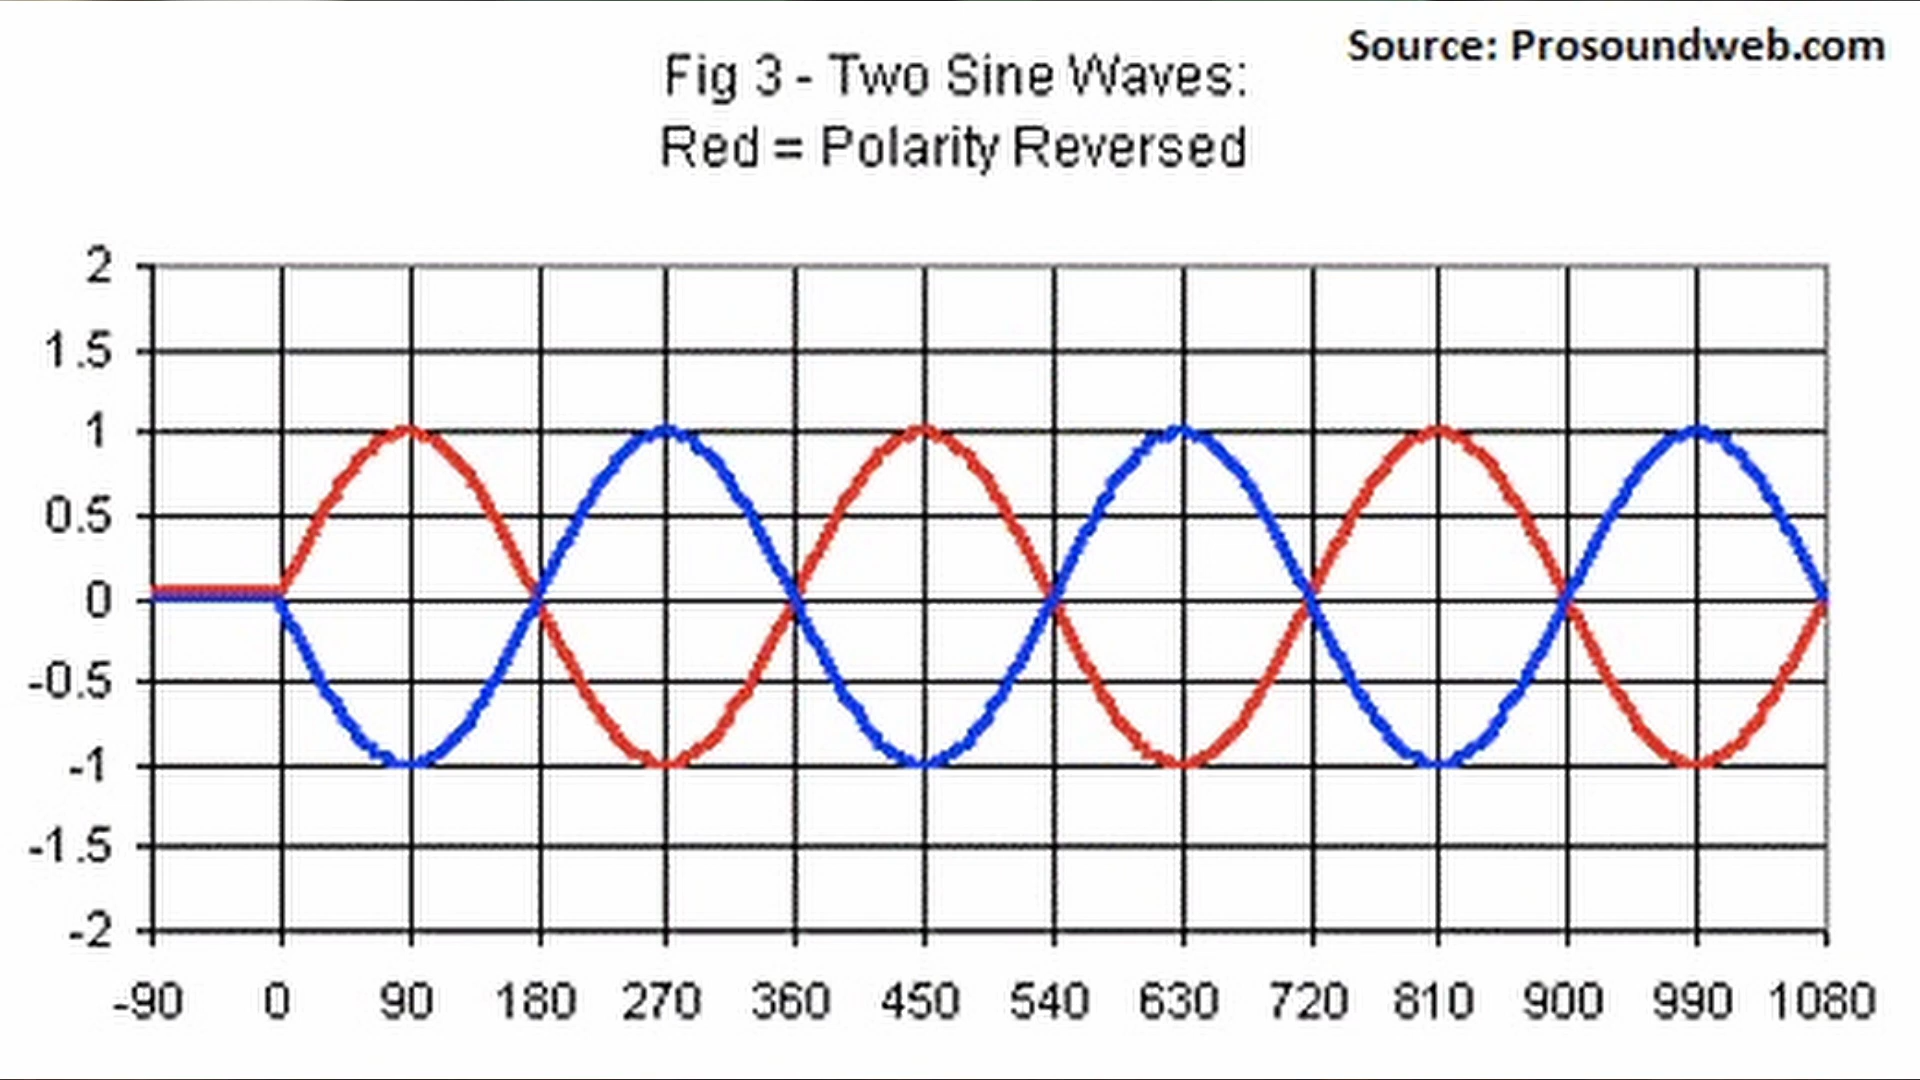 Source: Prosoundweb.com
Fig 3 - Two Sine Waves:
Red = Polarity Reversed
2
1.5
1
0.5
0
-0.5
-1
-1.5
-2
-90 0 90 180 270 360 450 540 630 720 810 900 990 1080